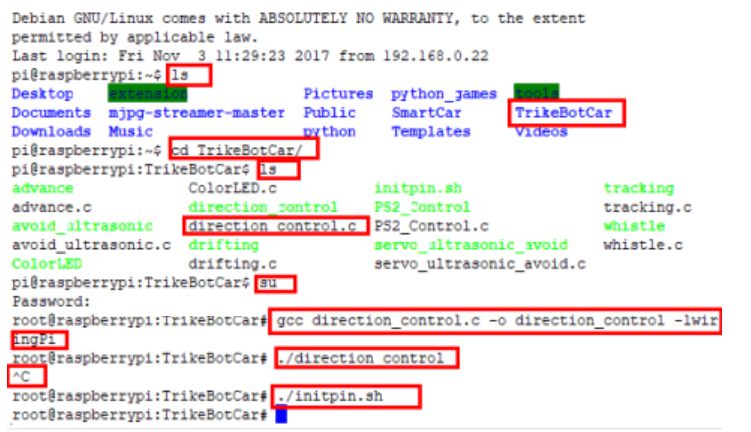 Debian GNU/Linux comes with ABSOLUTELY NO WARRANTY, to the extent
permitted by applicable law.
Last login: Fri Nov 3 11:29:23 2017 from 192.168.0.22
pi@raspberrypi:~$ ls
Desktop extension Pictures python_games tools
Documents mjpg-streamer-master Public SmartCar TrikeBotCar
Downloads Music python Templates Videos
pi@raspberrypi:~$ cd TrikeBotCar/
pi@raspberrypi:TrikeBotCar$ ls
advance ColorLED.c initpin.sh tracking
advance.c direction_control PS2_Control tracking.c
avoid_ultrasonic direction_control.c PS2_Control.c whistle
avoid_ultrasonic.c drifting servo_ultrasonic_avoid whistle.c
ColorLED drifting.c servo_ultrasonic_avoid.c
pi@raspberrypi:TrikeBotCar$ su
Password:
root@raspberrypi:TrikeBotCar# gcc direction_control.c -o direction_control -lwir
ingPi
root@raspberrypi:TrikeBotCar# ./direction_control
^C
root@raspberrypi:TrikeBotCar# ./initpin.sh
root@raspberrypi:TrikeBotCar#